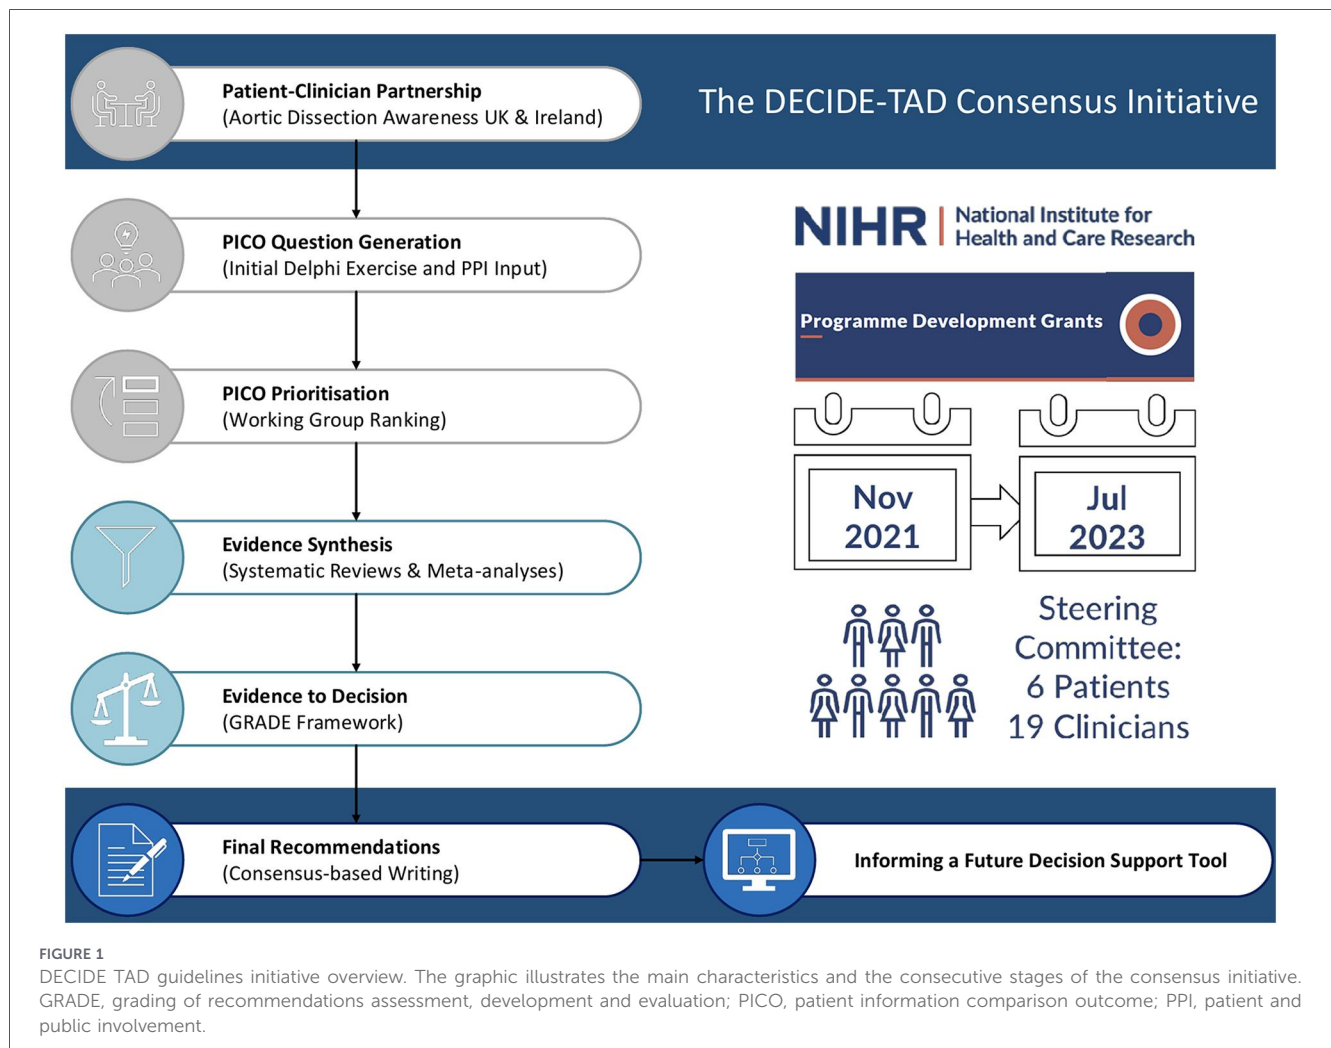 Patient-Clinician Partnership
(Aortic Dissection Awareness UK & Ireland)
The DECIDE-TAD Consensus Initiative
PICO Question Generation
(Initial Delphi Exercise and PPI Input)
PICO Prioritisation
(Working Group Ranking)
Evidence Synthesis
(Systematic Reviews & Meta-analyses)
Evidence to Decision
(GRADE Framework)
NIHR | National Institute for
Health and Care Research
Programme Development Grants
Nov
2021
Jul
2023
Steering
Committee:
6 Patients
19 Clinicians
Final Recommendations
(Consensus-based Writing)
Informing a Future Decision Support Tool
FIGURE 1
DECIDE TAD guidelines initiative overview. The graphic illustrates the main characteristics and the consecutive stages of the consensus initiative.
GRADE, grading of recommendations assessment, development and evaluation; PICO, patient information comparison outcome; PPI, patient and
public involvement.